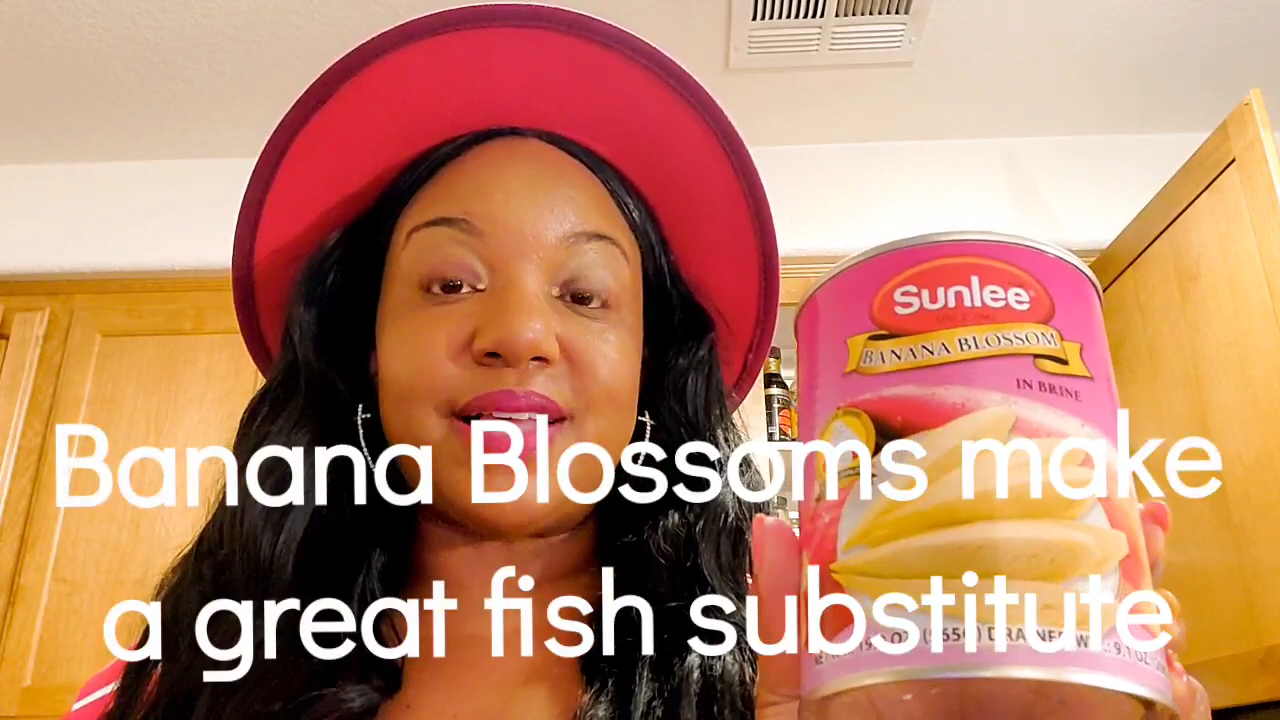 Sunlee
BANANA BLOSSOM
IN BRINE
Banana Blossoms make
a great fish substitute